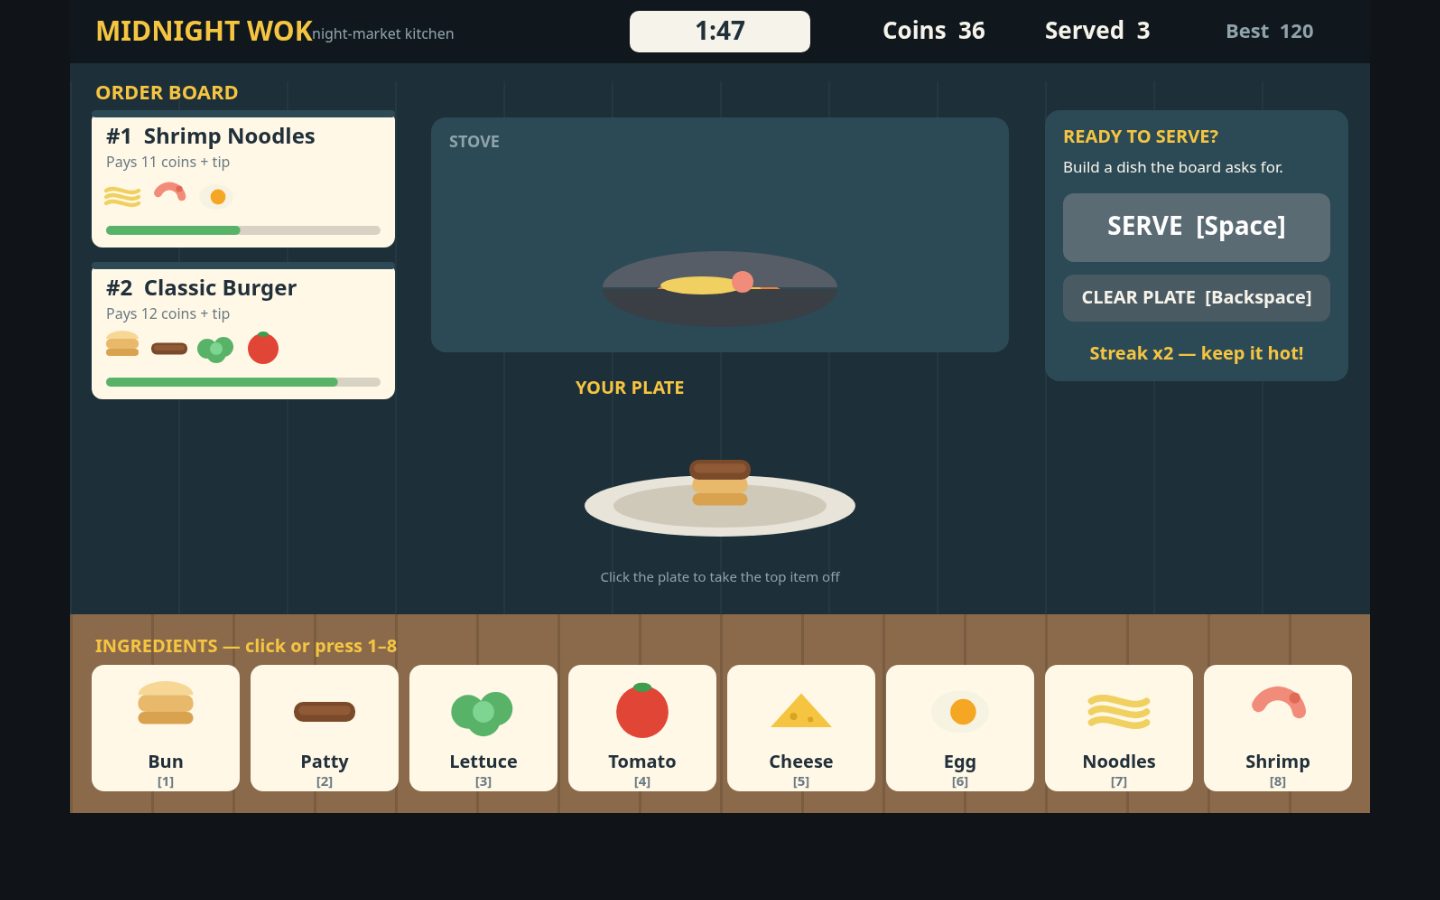 MIDNIGHT WOK night-market kitchen
1:47
Coins 36
Served 3
Best 120
ORDER BOARD
#1 Shrimp Noodles
Pays 11 coins + tip
#2 Classic Burger
Pays 12 coins + tip
STOVE
YOUR PLATE
Click the plate to take the top item off
READY TO SERVE?
Build a dish the board asks for.
SERVE [Space]
CLEAR PLATE [Backspace]
Streak x2 — keep it hot!
INGREDIENTS — click or press 1–8
Bun
[1]
Patty
[2]
Lettuce
[3]
Tomato
[4]
Cheese
[5]
Egg
[6]
Noodles
[7]
Shrimp
[8]